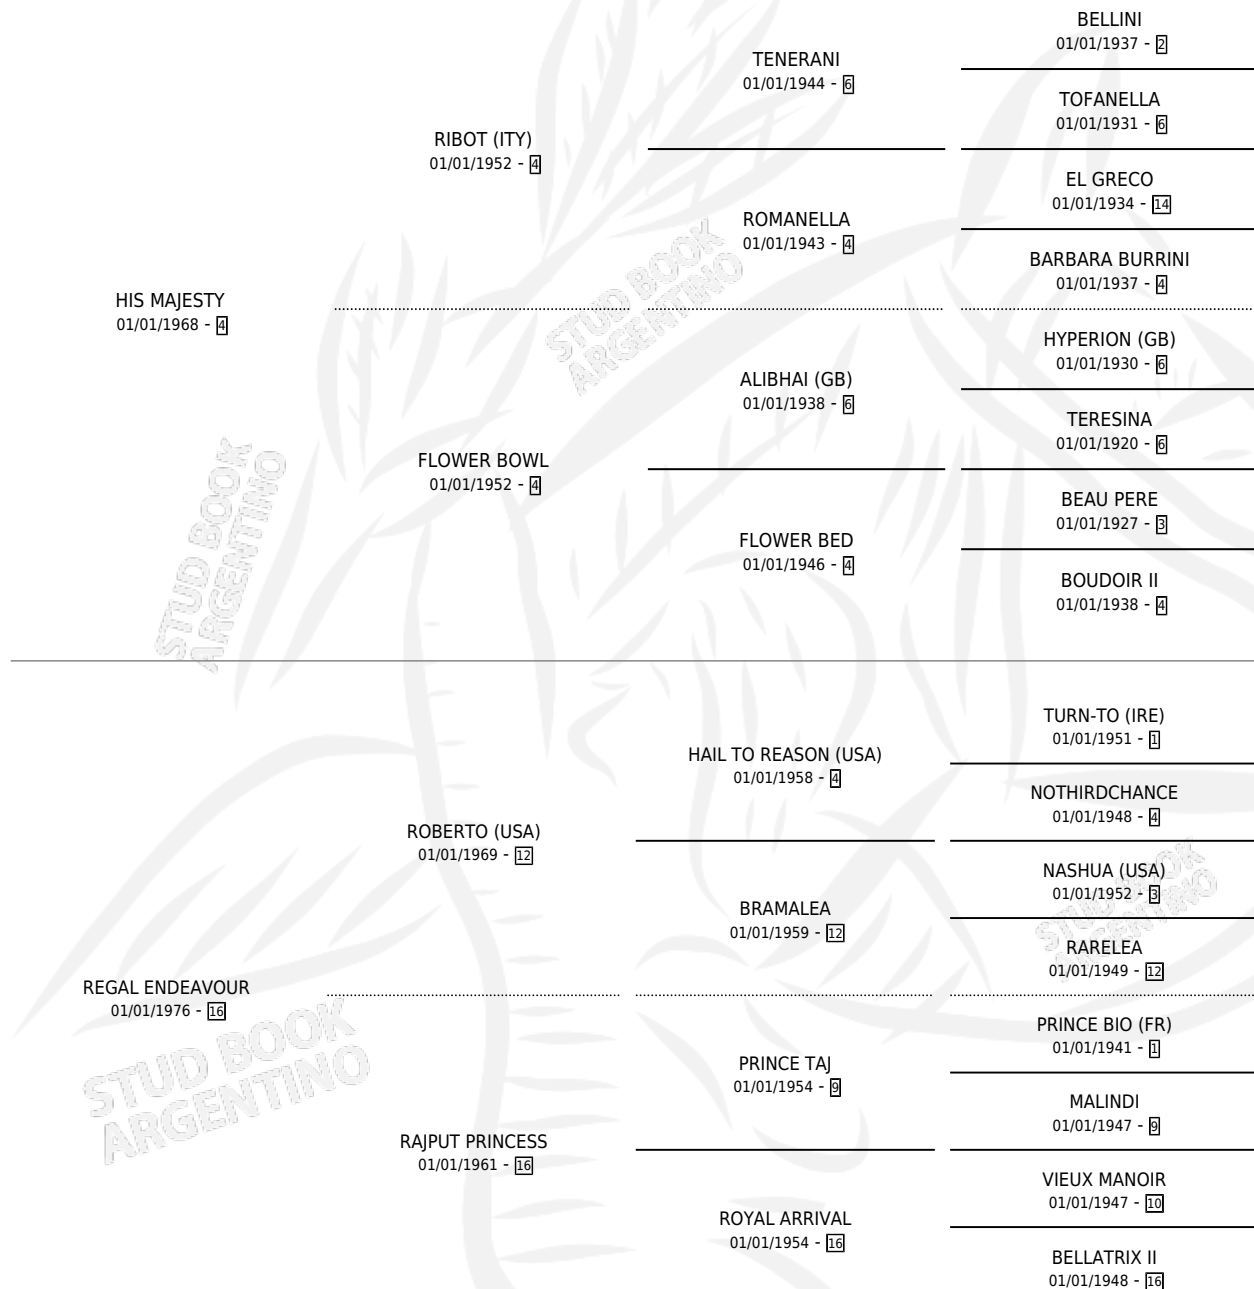 BELLINI
01/01/1937 - 2
TENERANI
01/01/1944 - 6
TOFANELLA
01/01/1931 - 6
RIBOT (ITY)
01/01/1952 - 4
EL GRECO
01/01/1934 - 14
ROMANELLA
01/01/1943 - 4
BARBARA BURRINI
01/01/1937 - 4
HIS MAJESTY
01/01/1968 - 4
HYPERION (GB)
01/01/1930 - 6
ALIBHAI (GB)
01/01/1938 - 6
TERESINA
01/01/1920 - 6
FLOWER BOWL
01/01/1952 - 4
BEAU PERE
01/01/1927 - 3
FLOWER BED
01/01/1946 - 4
BOUDOIR II
01/01/1938 - 4
TURN-TO (IRE)
01/01/1951 - 1
HAIL TO REASON (USA)
01/01/1958 - 4
NOTHIRDCHANCE
01/01/1948 - 4
ROBERTO (USA)
01/01/1969 - 12
NASHUA (USA)
01/01/1952 - 3
BRAMALEA
01/01/1959 - 12
RARELEA
01/01/1949 - 12
REGAL ENDEAVOUR
01/01/1976 - 16
PRINCE BIO (FR)
01/01/1941 - 1
PRINCE TAJ
01/01/1954 - 9
MALINDI
01/01/1947 - 9
RAJPUT PRINCESS
01/01/1961 - 16
VIEUX MANOIR
01/01/1947 - 10
ROYAL ARRIVAL
01/01/1954 - 16
BELLATRIX II
01/01/1948 - 16
STUD BOOK
ARGENTINO
STUD BOOK
ARGENTINO
STUD BOOK
ARGENTINO
STUD BOOK
ARGENTINO